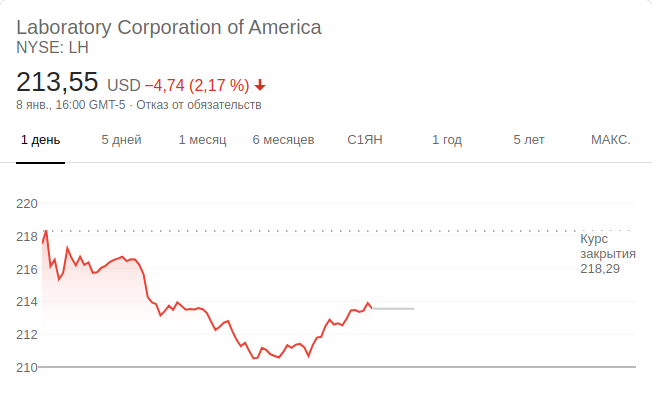 Laboratory Corporation of America
NYSE: LH
213,55 USD −4,74 (2,17 %)
8 янв., 16:00 GMT-5 · Отказ от обязательств
1 день 5 дней 1 месяц 6 месяцев С1ЯН 1 год 5 лет МАКС.
220
218
216
214
212
210
Курс
закрытия
218,29